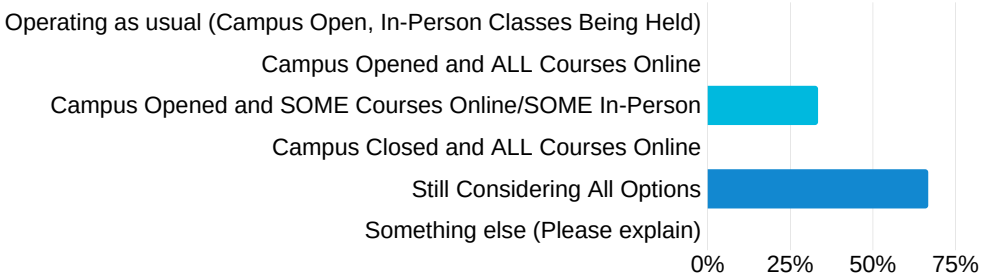 Operating as usual (Campus Open, In-Person Classes Being Held)
Campus Opened and ALL Courses Online
Campus Opened and SOME Courses Online/SOME In-Person
Campus Closed and ALL Courses Online
Still Considering All Options
Something else (Please explain)
0% 25% 50% 75%